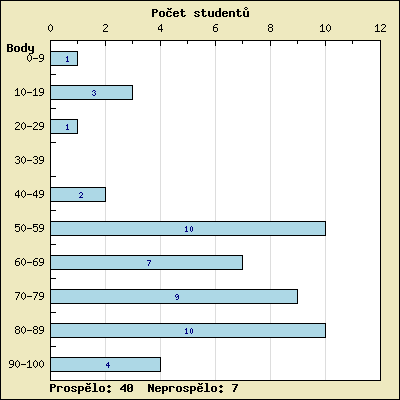 Počet studentů
0 2 4 6 8 10 12
Body
0-9 1
10-19 3
20-29 1
30-39
40-49 2
50-59 10
60-69 7
70-79 9
80-89 10
90-100 4
Prospělo: 40 Neprospělo: 7